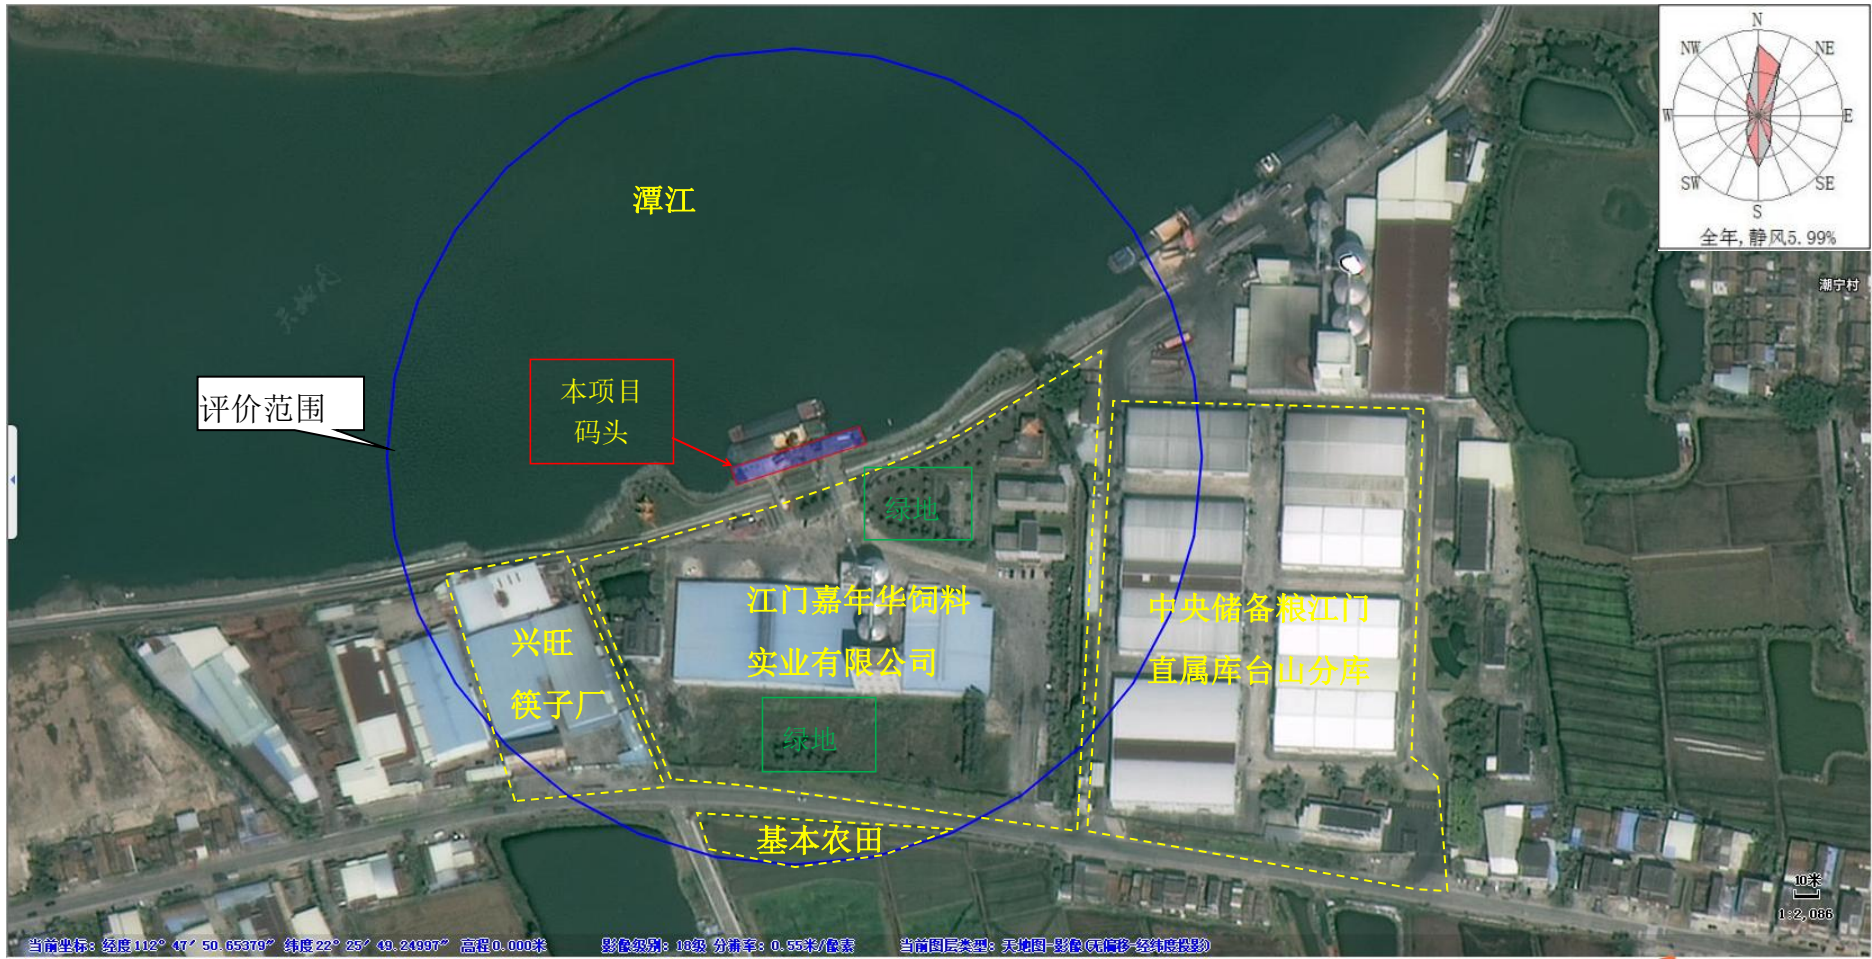 N
NW
NE
W
E
SW
SE
S
全年,静风5.99%
潮宁村
潭江
评价范围
本项目
码头
绿地
江门嘉年华饲料
实业有限公司
中央储备粮江门
直属库台山分库
兴旺
筷子厂
绿地
基本农田
10米
1:2,086
当前坐标：经度112° 47′ 50.65379″ 纬度22° 25′ 49.24997″ 高程0.000米
影像级别：18级 分辨率：0.55米/像素
当前图层类型：天地图-影像(无偏移-经纬度投影)